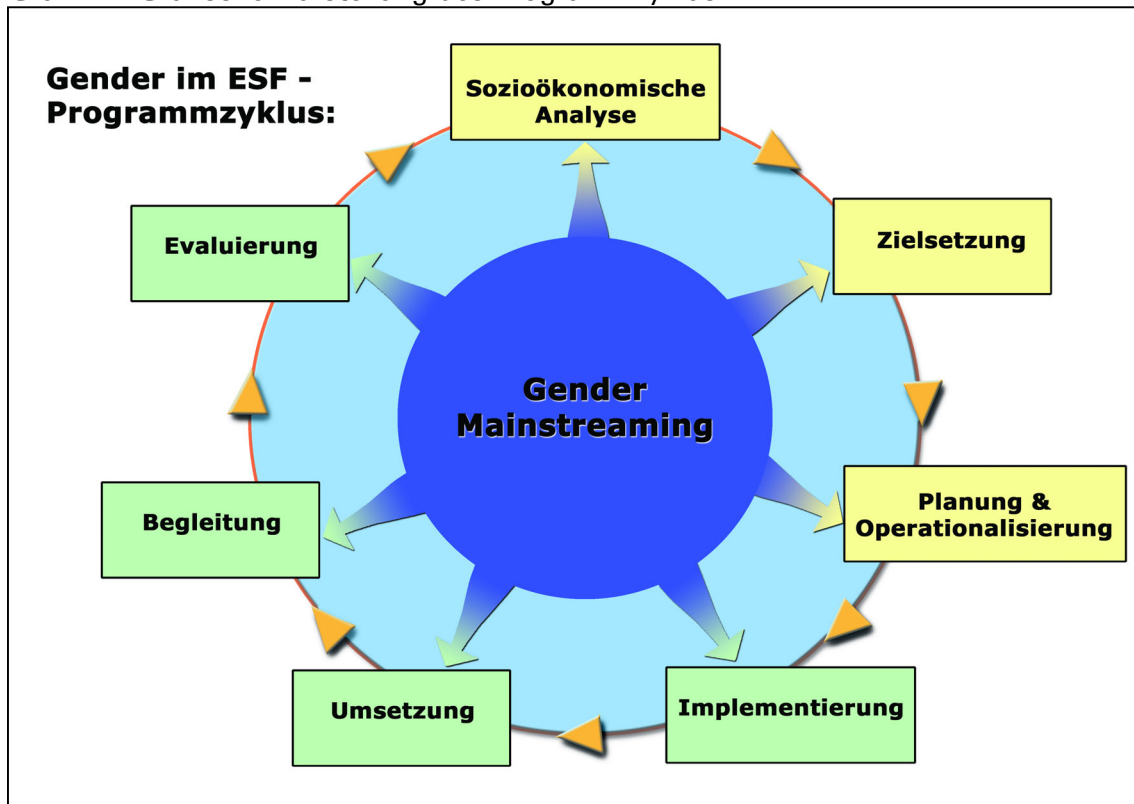 Gender im ESF -
Programmzyklus:
Sozioökonomische
Analyse
Zielsetzung
Planung &
Operationalisierung
Implementierung
Umsetzung
Begleitung
Evaluierung
Gender
Mainstreaming